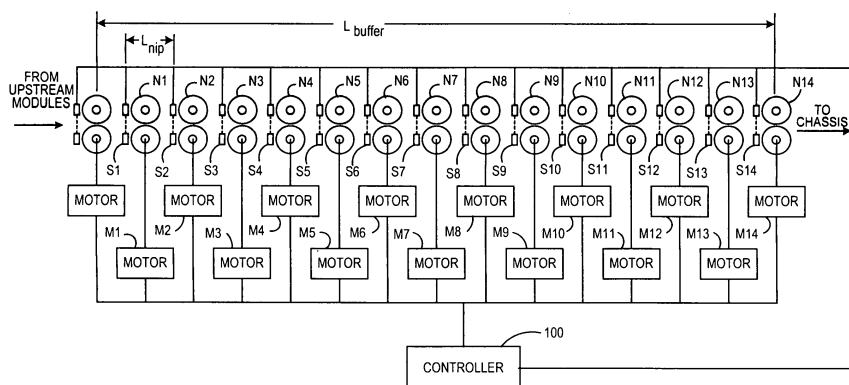 L buffer
L nip
FROM UPSTREAM MODULES
N1 N2 N3 N4 N5 N6 N7 N8 N9 N10 N11 N12 N13 N14
TO CHASSIS
S1 S2 S3 S4 S5 S6 S7 S8 S9 S10 S11 S12 S13 S14
MOTOR MOTOR MOTOR MOTOR MOTOR MOTOR MOTOR MOTOR
M2 M4 M6 M8 M10 M12 M14
M1 M3 M5 M7 M9 M11 M13
MOTOR MOTOR MOTOR MOTOR MOTOR MOTOR MOTOR
100
CONTROLLER